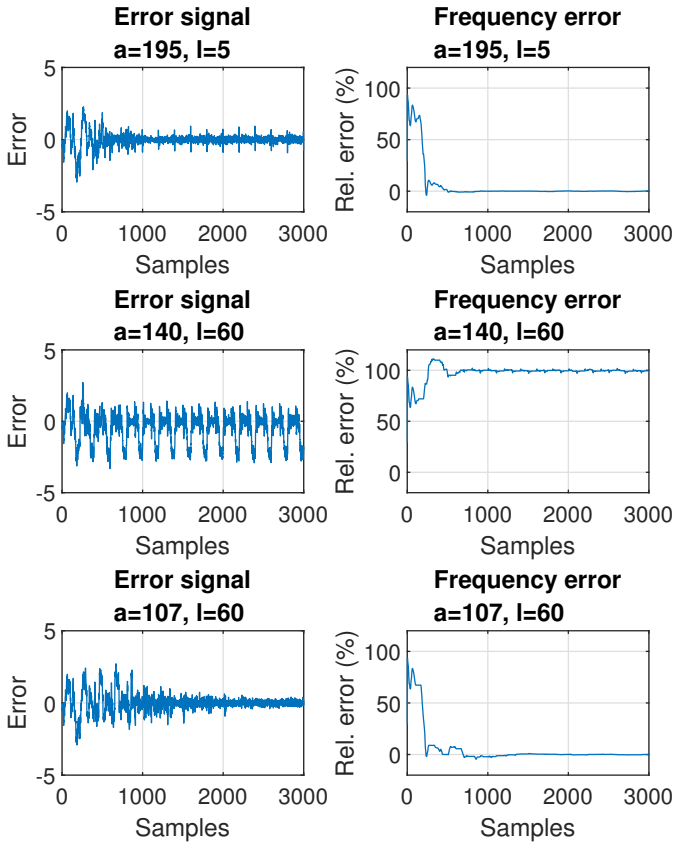 Error signal
a=195, l=5
Frequency error
a=195, l=5
5
0
-5
Error
0
1000
2000
3000
Samples
100
50
0
Rel. error (%)
0
1000
2000
3000
Samples
Error signal
a=140, l=60
Frequency error
a=140, l=60
5
0
-5
Error
0
1000
2000
3000
Samples
100
50
0
Rel. error (%)
0
1000
2000
3000
Samples
Error signal
a=107, l=60
Frequency error
a=107, l=60
5
0
-5
Error
0
1000
2000
3000
Samples
100
50
0
Rel. error (%)
0
1000
2000
3000
Samples